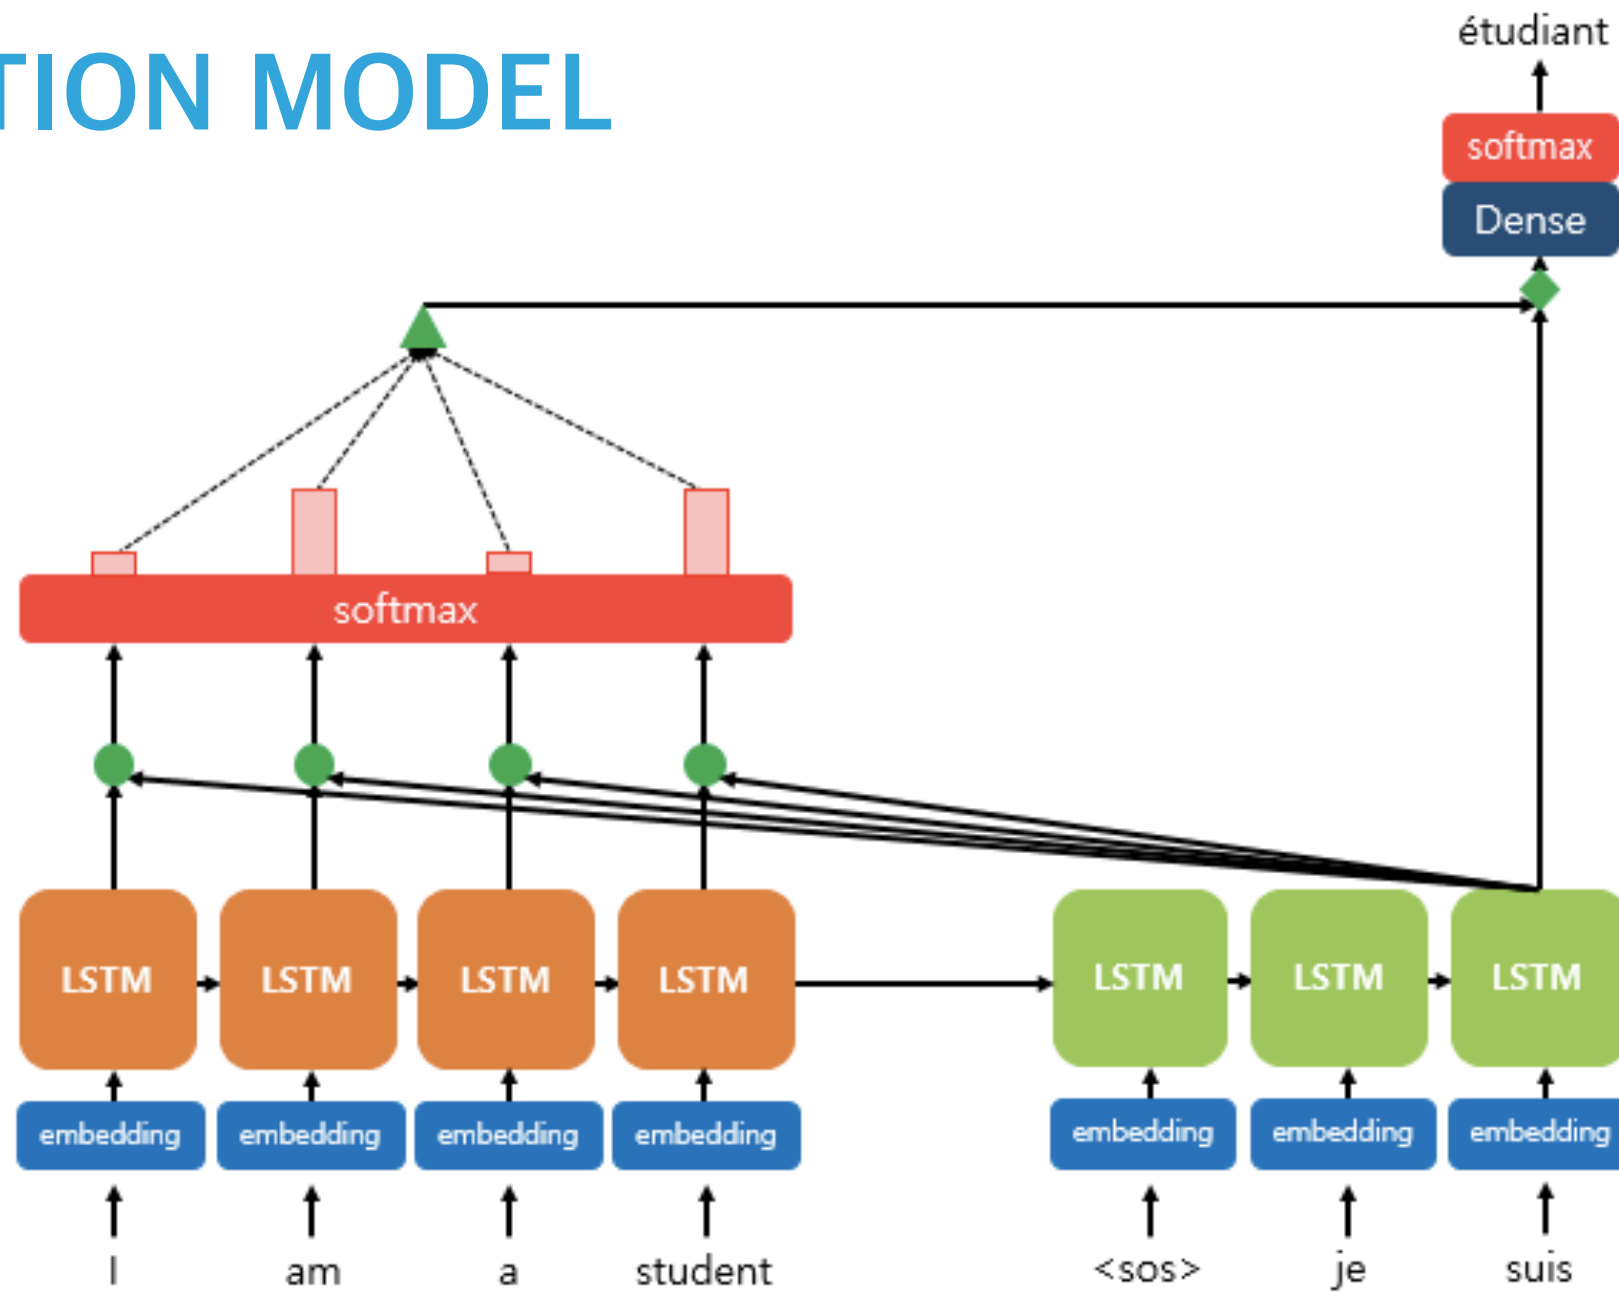 TION MODEL
étudiant
softmax
Dense
softmax
LSTM LSTM LSTM LSTM LSTM LSTM LSTM
embedding embedding embedding embedding embedding embedding embedding
I am a student <sos> je suis